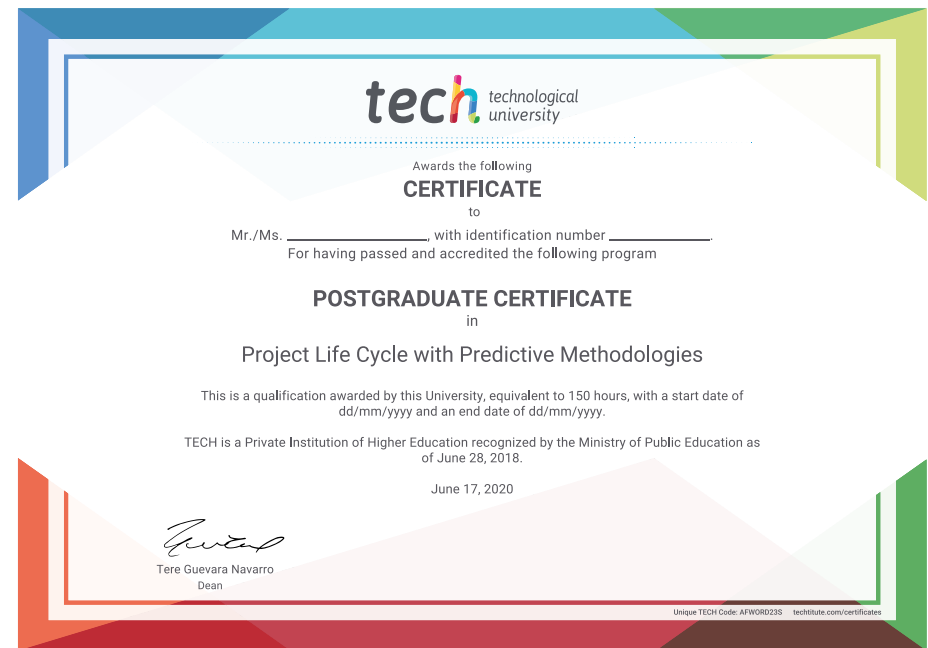 tech technological
university
Awards the following
CERTIFICATE
to
Mr./Ms. ____________, with identification number ____________.
For having passed and accredited the following program
POSTGRADUATE CERTIFICATE
in
Project Life Cycle with Predictive Methodologies
This is a qualification awarded by this University, equivalent to 150 hours, with a start date of
dd/mm/yyyy and an end date of dd/mm/yyyy.
TECH is a Private Institution of Higher Education recognized by the Ministry of Public Education as
of June 28, 2018.
June 17, 2020
Tere Guevara Navarro
Dean
Unique TECH Code: AFWORD23S techtitute.com/certificates